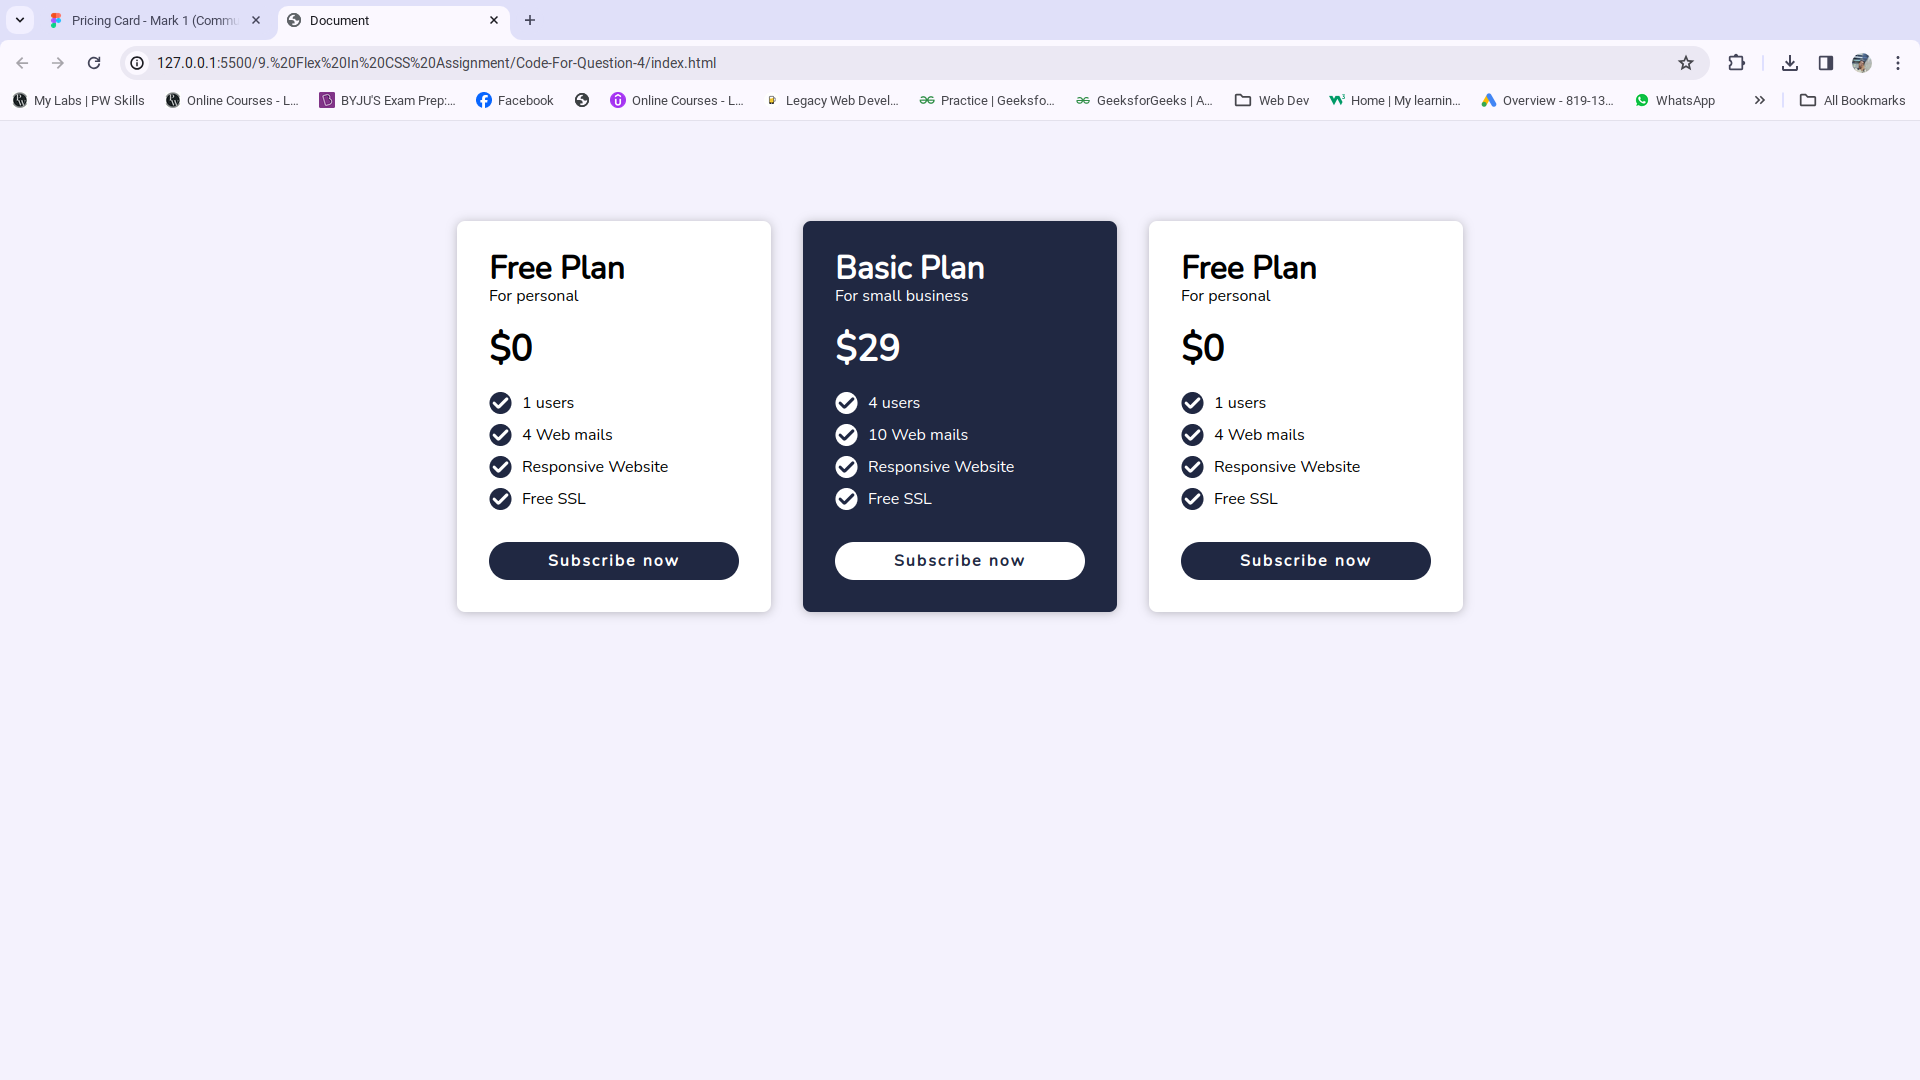 Pricing Card - Mark 1 (Commu
Document
127.0.0.1:5500/9.%20Flex%20In%20CSS%20Assignment/Code-For-Question-4/index.html
My Labs | PW Skills
Online Courses - L...
BYJU'S Exam Prep:...
Facebook
Online Courses - L...
Legacy Web Devel...
Practice | Geeksfo...
GeeksforGeeks | A...
Web Dev
Home | My learnin...
Overview - 819-13...
WhatsApp
All Bookmarks
Free Plan
For personal
$0
1 users
4 Web mails
Responsive Website
Free SSL
Subscribe now
Basic Plan
For small business
$29
4 users
10 Web mails
Responsive Website
Free SSL
Subscribe now
Free Plan
For personal
$0
1 users
4 Web mails
Responsive Website
Free SSL
Subscribe now